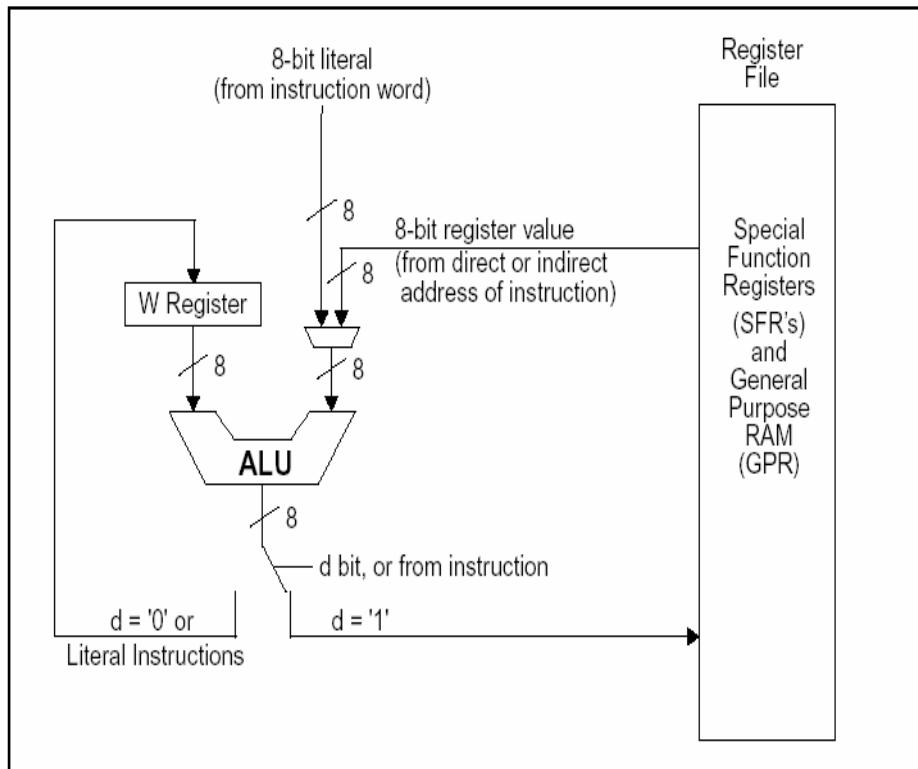 8-bit literal
(from instruction word)
Register
File
8
8-bit register value
8
(from direct or indirect
address of instruction)
W Register
8
8
ALU
8
d bit, or from instruction
d = '0' or
Literal Instructions
d = '1'
Special
Function
Registers
(SFR's)
and
General
Purpose
RAM
(GPR)